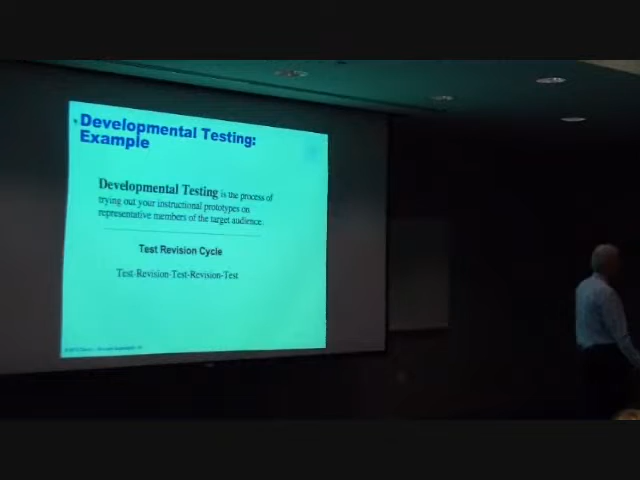 Developmental Testing:
Example
Developmental Testing is the process of
trying out your instructional prototypes on
representative members of the target audience.
Test Revision Cycle
Test-Revision-Test-Revision-Test